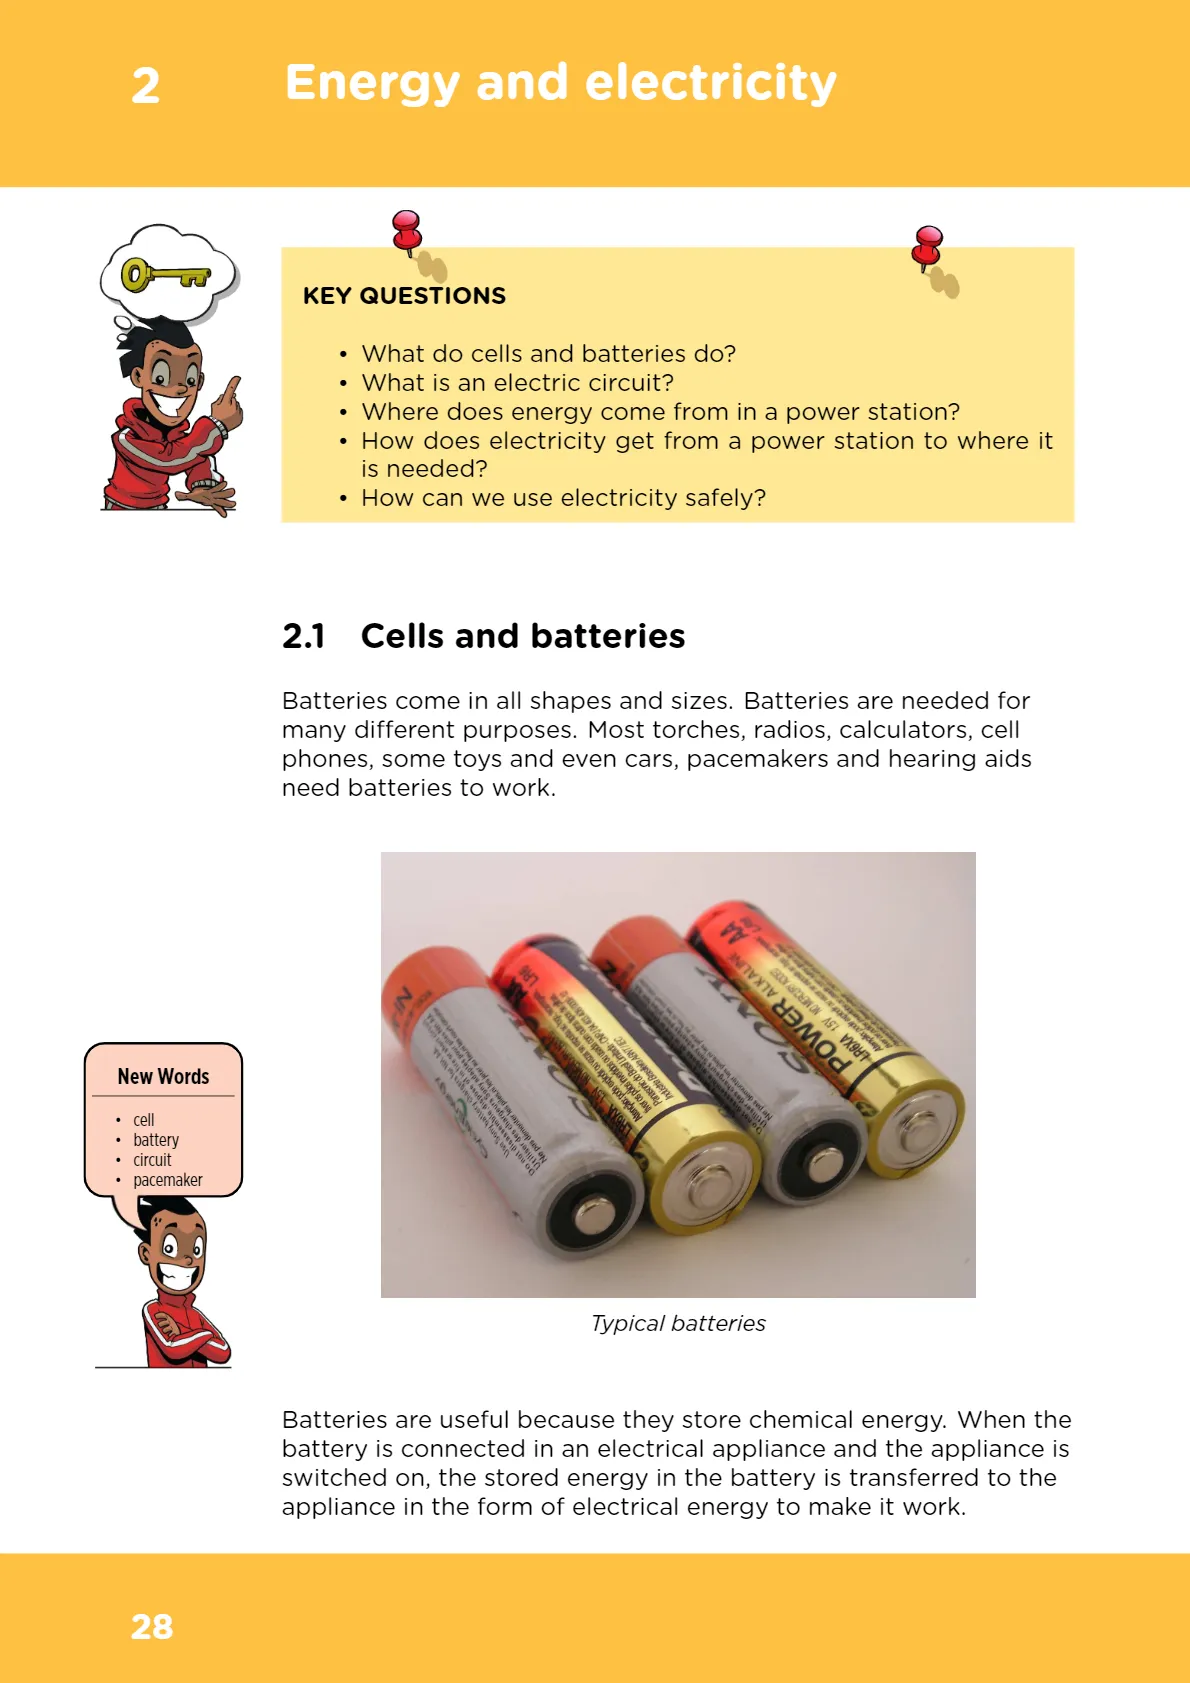 2
Energy and electricity
KEY QUESTIONS
• What do cells and batteries do?
• What is an electric circuit?
• Where does energy come from in a power station?
• How does electricity get from a power station to where it
is needed?
• How can we use electricity safely?
2.1 Cells and batteries
Batteries come in all shapes and sizes. Batteries are needed for
many different purposes. Most torches, radios, calculators, cell
phones, some toys and even cars, pacemakers and hearing aids
need batteries to work.
AA
POWER ALKALINE
LR6XA 1.5V
SONY
New Words
• cell
• battery
• circuit
• pacemaker
Typical batteries
Batteries are useful because they store chemical energy. When the
battery is connected in an electrical appliance and the appliance is
switched on, the stored energy in the battery is transferred to the
appliance in the form of electrical energy to make it work.
28